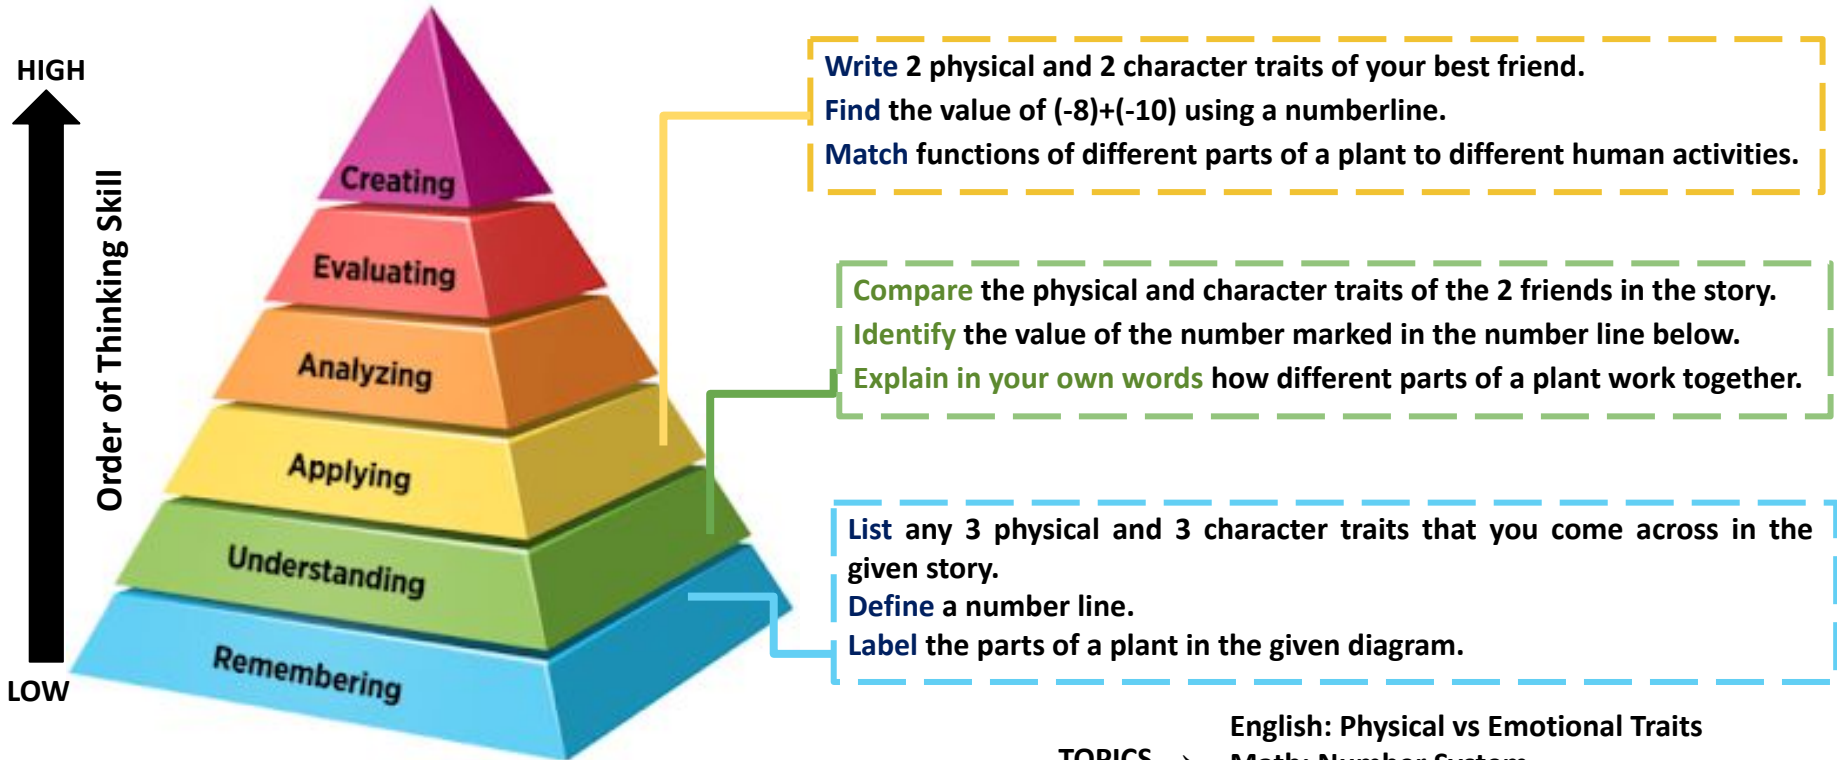 HIGH
Order of Thinking Skill
LOW
Creating
Evaluating
Analyzing
Applying
Understanding
Remembering
Write 2 physical and 2 character traits of your best friend.
Find the value of (-8)+(-10) using a numberline.
Match functions of different parts of a plant to different human activities.
Compare the physical and character traits of the 2 friends in the story.
Identify the value of the number marked in the number line below.
Explain in your own words how different parts of a plant work together.
List any 3 physical and 3 character traits that you come across in the
given story.
Define a number line.
Label the parts of a plant in the given diagram.
English: Physical vs Emotional Traits
TOPICS → Math: Number System